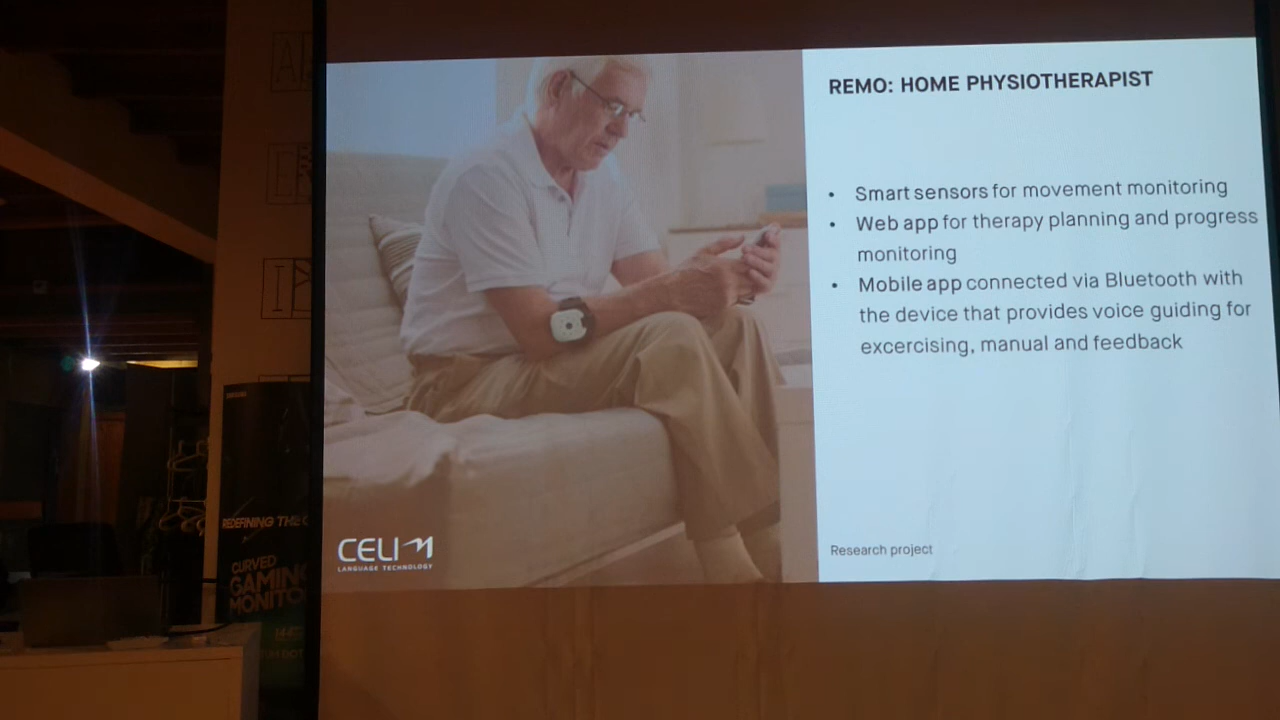 REMO: HOME PHYSIOTHERAPIST
• Smart sensors for movement monitoring
• Web app for therapy planning and progress
monitoring
• Mobile app connected via Bluetooth with
the device that provides voice guiding for
excercising, manual and feedback
Research project
CELI
LANGUAGE TECHNOLOGY
REDEFINING THE
CURVED
GAMING
MONITO